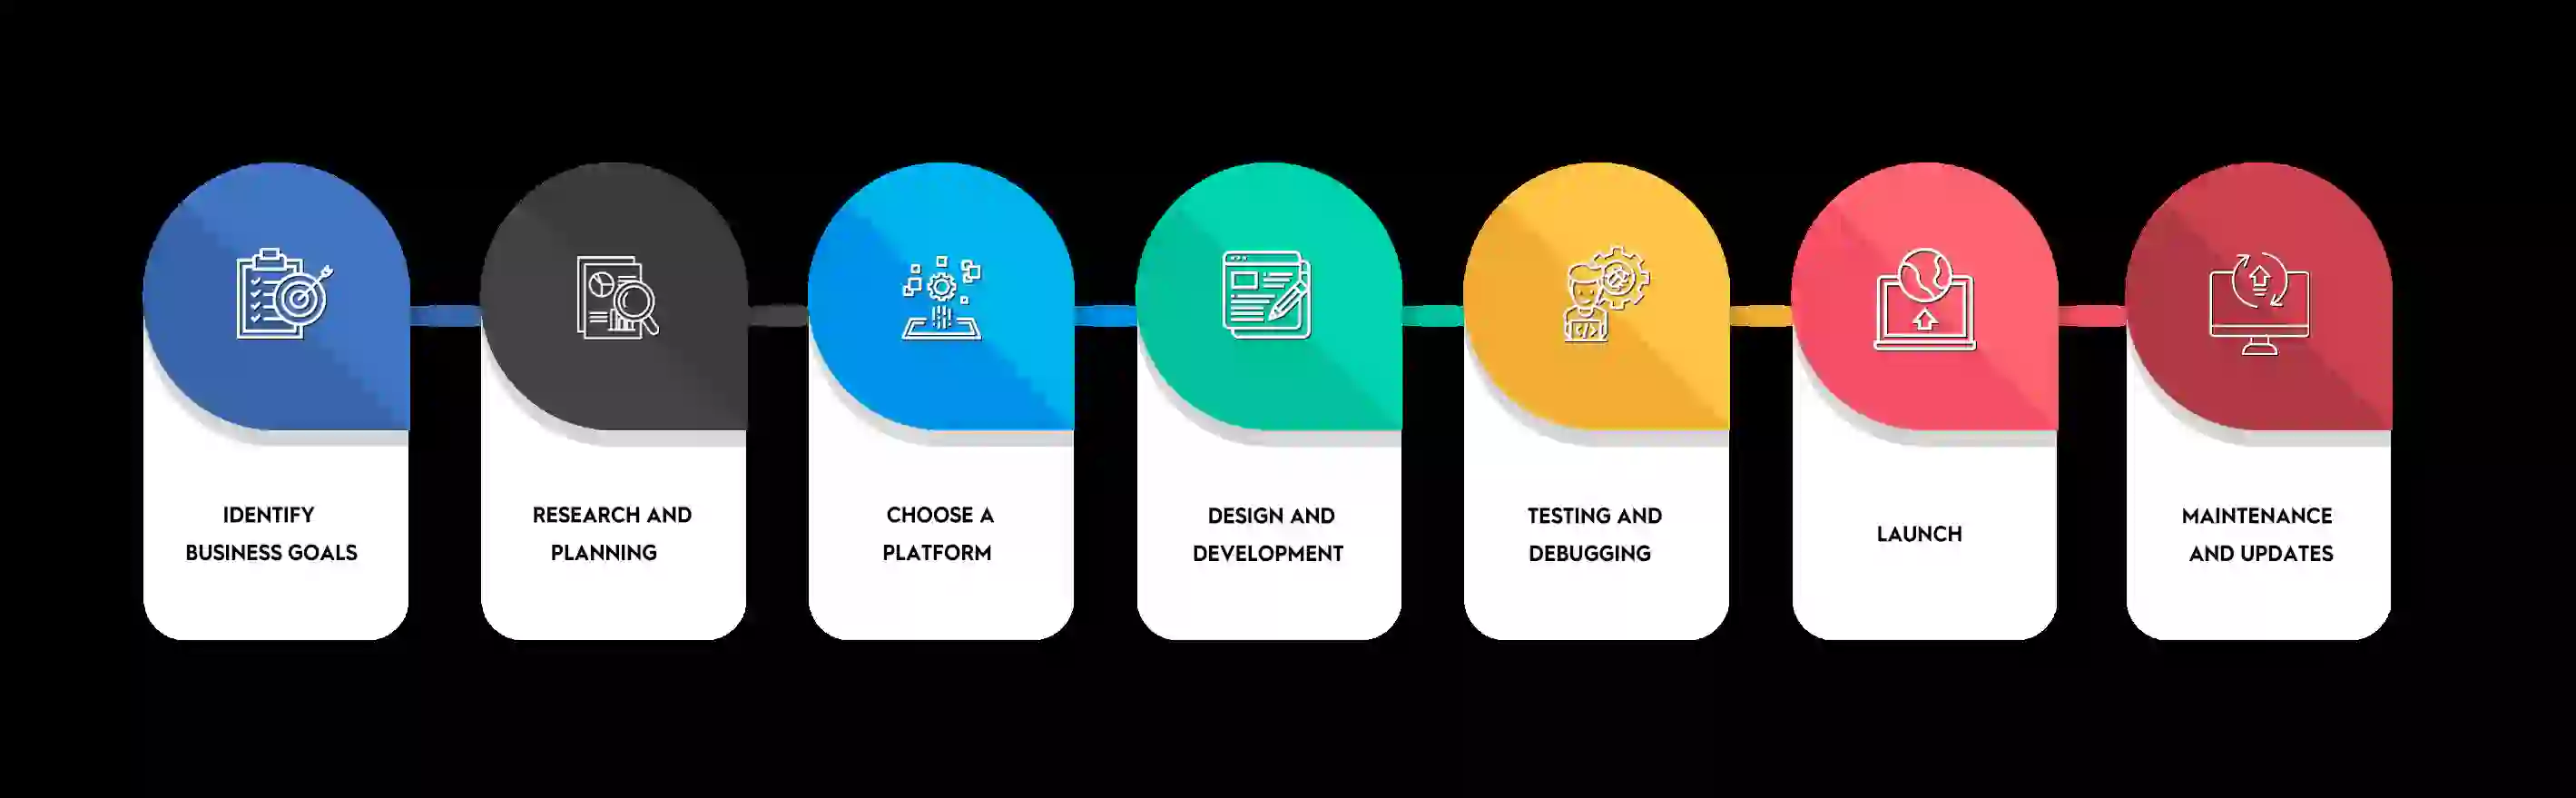 IDENTIFY
BUSINESS GOALS
RESEARCH AND
PLANNING
CHOOSE A
PLATFORM
DESIGN AND
DEVELOPMENT
TESTING AND
DEBUGGING
LAUNCH
MAINTENANCE
AND UPDATES